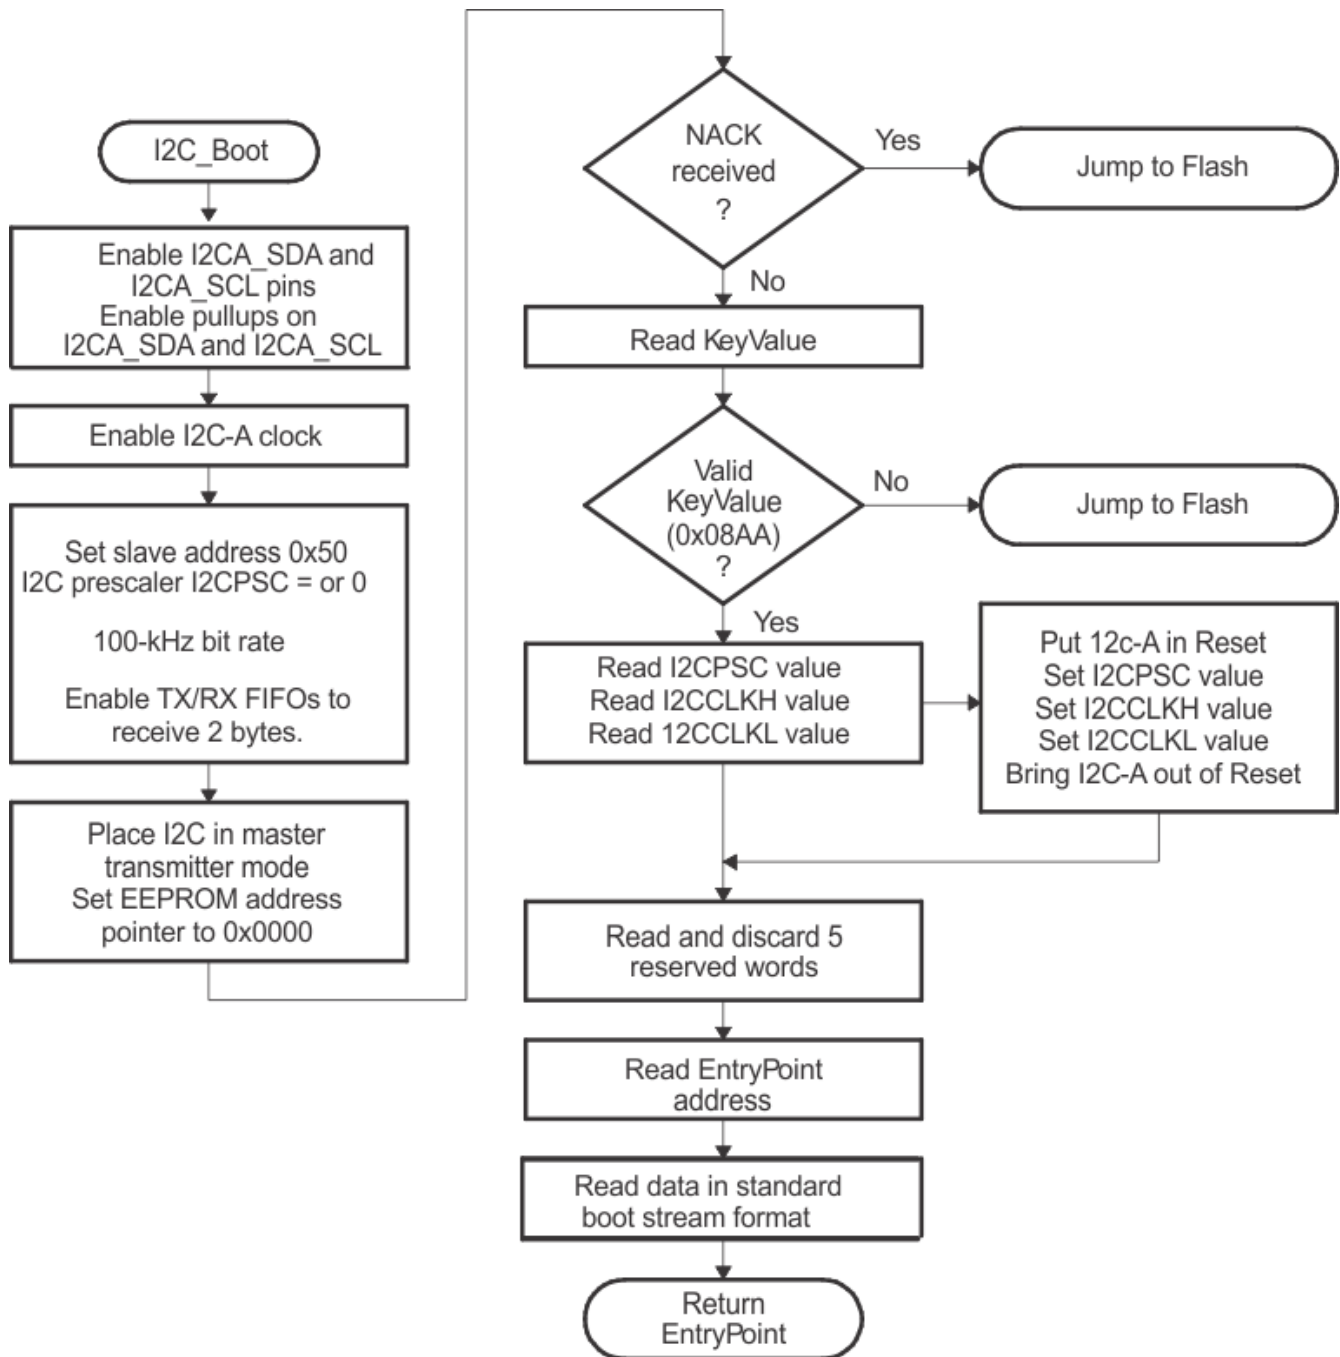 I2C_Boot
Enable I2CA_SDA and
I2CA_SCL pins
Enable pullups on
I2CA_SDA and I2CA_SCL
Enable I2C-A clock
Set slave address 0x50
I2C prescaler I2CPSC = or 0
100-kHz bit rate
Enable TX/RX FIFOs to
receive 2 bytes.
Place I2C in master
transmitter mode
Set EEPROM address
pointer to 0x0000
NACK
received
?
Yes
Jump to Flash
No
Read KeyValue
Valid
KeyValue
(0x08AA)
?
No
Jump to Flash
Yes
Read I2CPSC value
Read I2CCLKH value
Read 12CCLKL value
Put 12c-A in Reset
Set I2CPSC value
Set I2CCLKH value
Set I2CCLKL value
Bring I2C-A out of Reset
Read and discard 5
reserved words
Read EntryPoint
address
Read data in standard
boot stream format
Return
EntryPoint